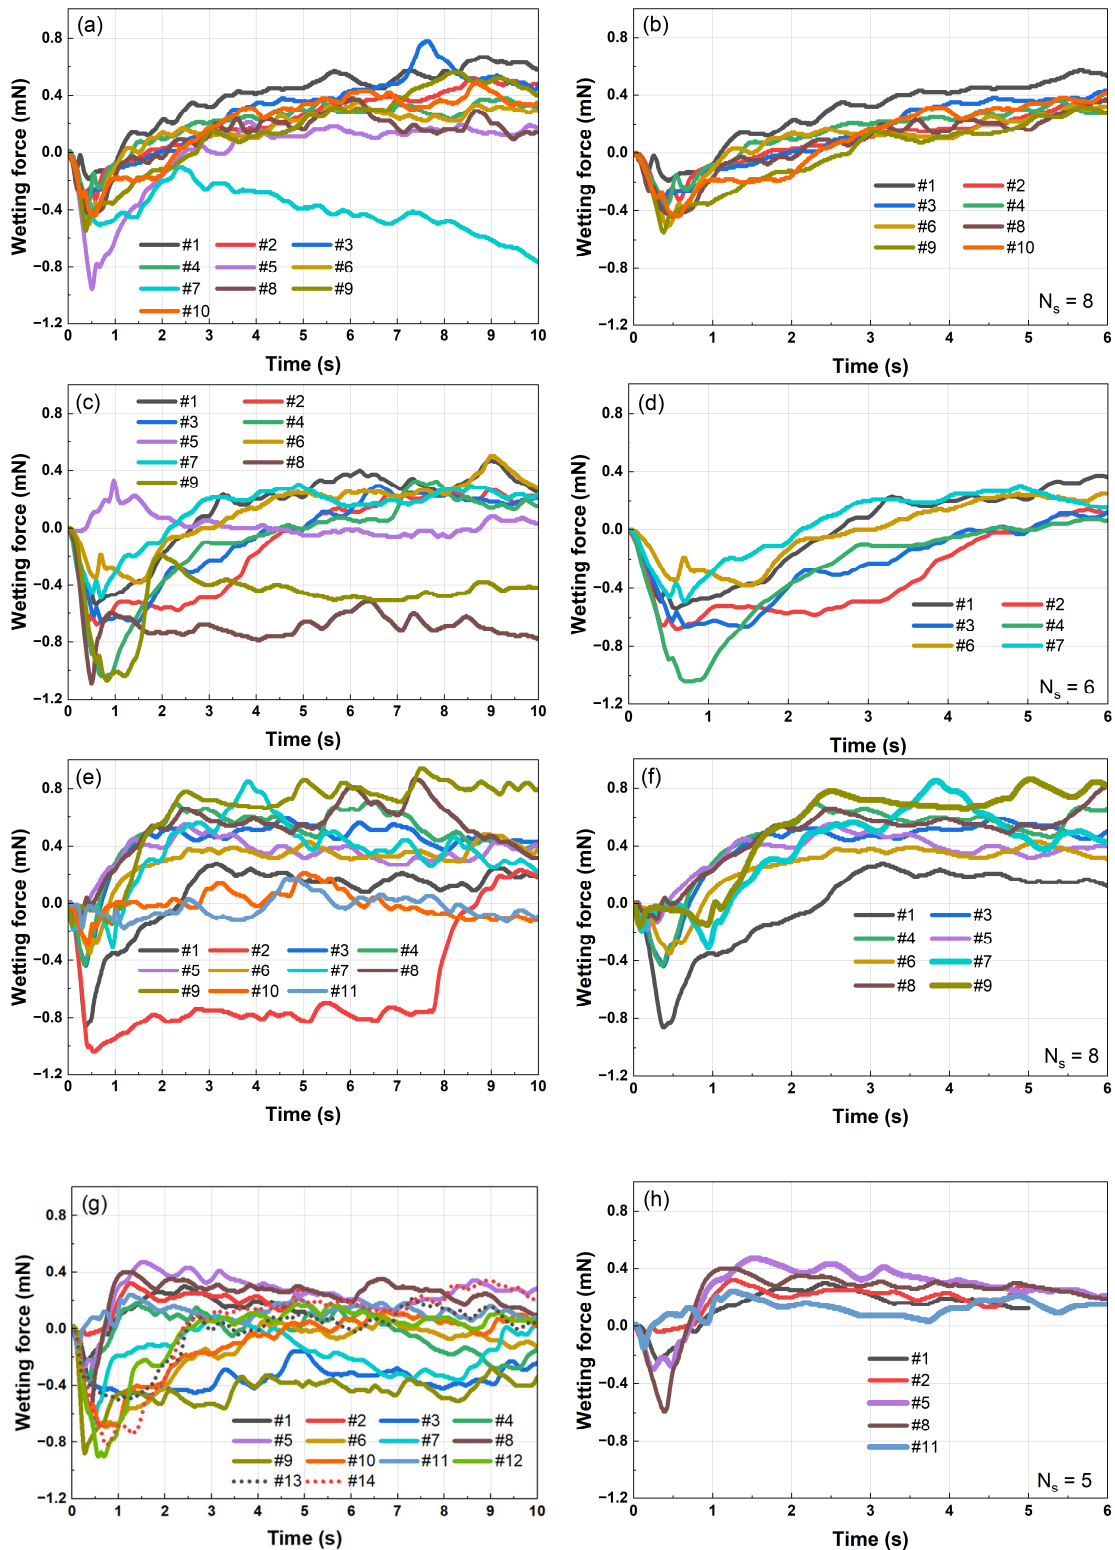 (a)
Wetting force (mN)
0.8
0.4
0.0
−0.4
−0.8
−1.2
#1 #2 #3
#4 #5 #6
#7 #8 #9
#10
0 1 2 3 4 5 6 7 8 9 10
Time (s)
(b)
Wetting force (mN)
0.8
0.4
0.0
−0.4
−0.8
−1.2
#1 #2
#3 #4
#6 #8
#9 #10
Ns = 8
0 1 2 3 4 5 6
Time (s)
(c)
Wetting force (mN)
0.8
0.4
0.0
−0.4
−0.8
−1.2
#1 #2
#3 #4
#5 #6
#7 #8
#9
0 1 2 3 4 5 6 7 8 9 10
Time (s)
(d)
Wetting force (mN)
0.8
0.4
0.0
−0.4
−0.8
−1.2
#1 #2
#3 #4
#6 #7
Ns = 6
0 1 2 3 4 5 6
Time (s)
(e)
Wetting force (mN)
0.8
0.4
0.0
−0.4
−0.8
−1.2
#1 #2 #3 #4
#5 #6 #7 #8
#9 #10 #11
0 1 2 3 4 5 6 7 8 9 10
Time (s)
(f)
Wetting force (mN)
0.8
0.4
0.0
−0.4
−0.8
−1.2
#1 #3
#4 #5
#6 #7
#8 #9
Ns = 8
0 1 2 3 4 5 6
Time (s)
(g)
Wetting force (mN)
0.8
0.4
0.0
−0.4
−0.8
−1.2
#1 #2 #3 #4
#5 #6 #7 #8
#9 #10 #11 #12
#13 #14
0 1 2 3 4 5 6 7 8 9 10
Time (s)
(h)
Wetting force (mN)
0.8
0.4
0.0
−0.4
−0.8
−1.2
#1
#2
#5
#8
#11
Ns = 5
0 1 2 3 4 5 6
Time (s)